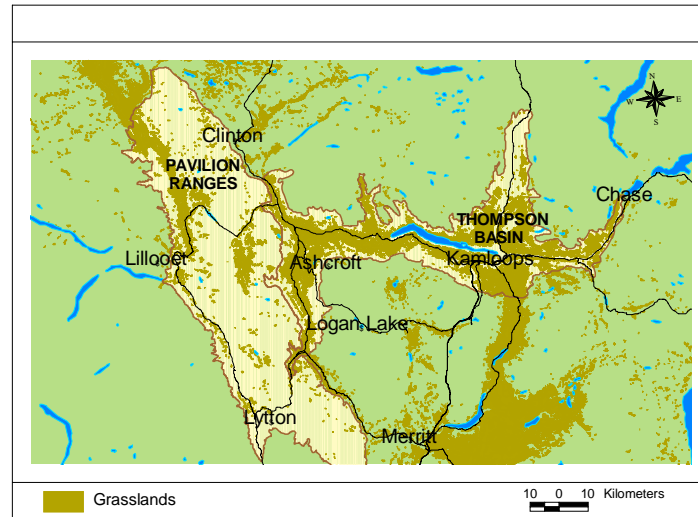 N
W E
S
Clinton
PAVILION
RANGES
Chase
THOMPSON
BASIN
Lillooet
Ashcroft
Kamloops
Logan Lake
Lytton
Merritt
Grasslands
10 0 10 Kilometers